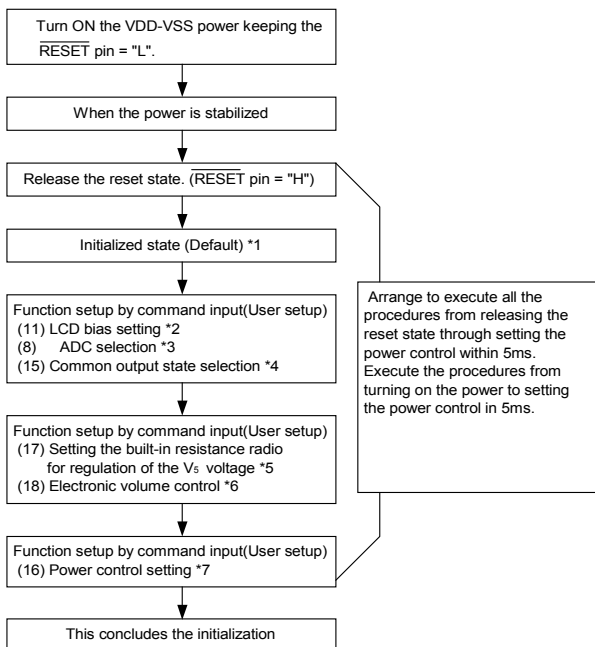 Turn ON the VDD-VSS power keeping the
RESET pin = "L".
When the power is stabilized
Release the reset state. (RESET pin = "H")
Initialized state (Default) *1
Function setup by command input(User setup)
(11) LCD bias setting *2
(8) ADC selection *3
(15) Common output state selection *4
Function setup by command input(User setup)
(17) Setting the built-in resistance radio
for regulation of the V5 voltage *5
(18) Electronic volume control *6
Function setup by command input(User setup)
(16) Power control setting *7
This concludes the initialization
Arrange to execute all the
procedures from releasing the
reset state through setting the
power control within 5ms.
Execute the procedures from
turning on the power to setting
the power control in 5ms.